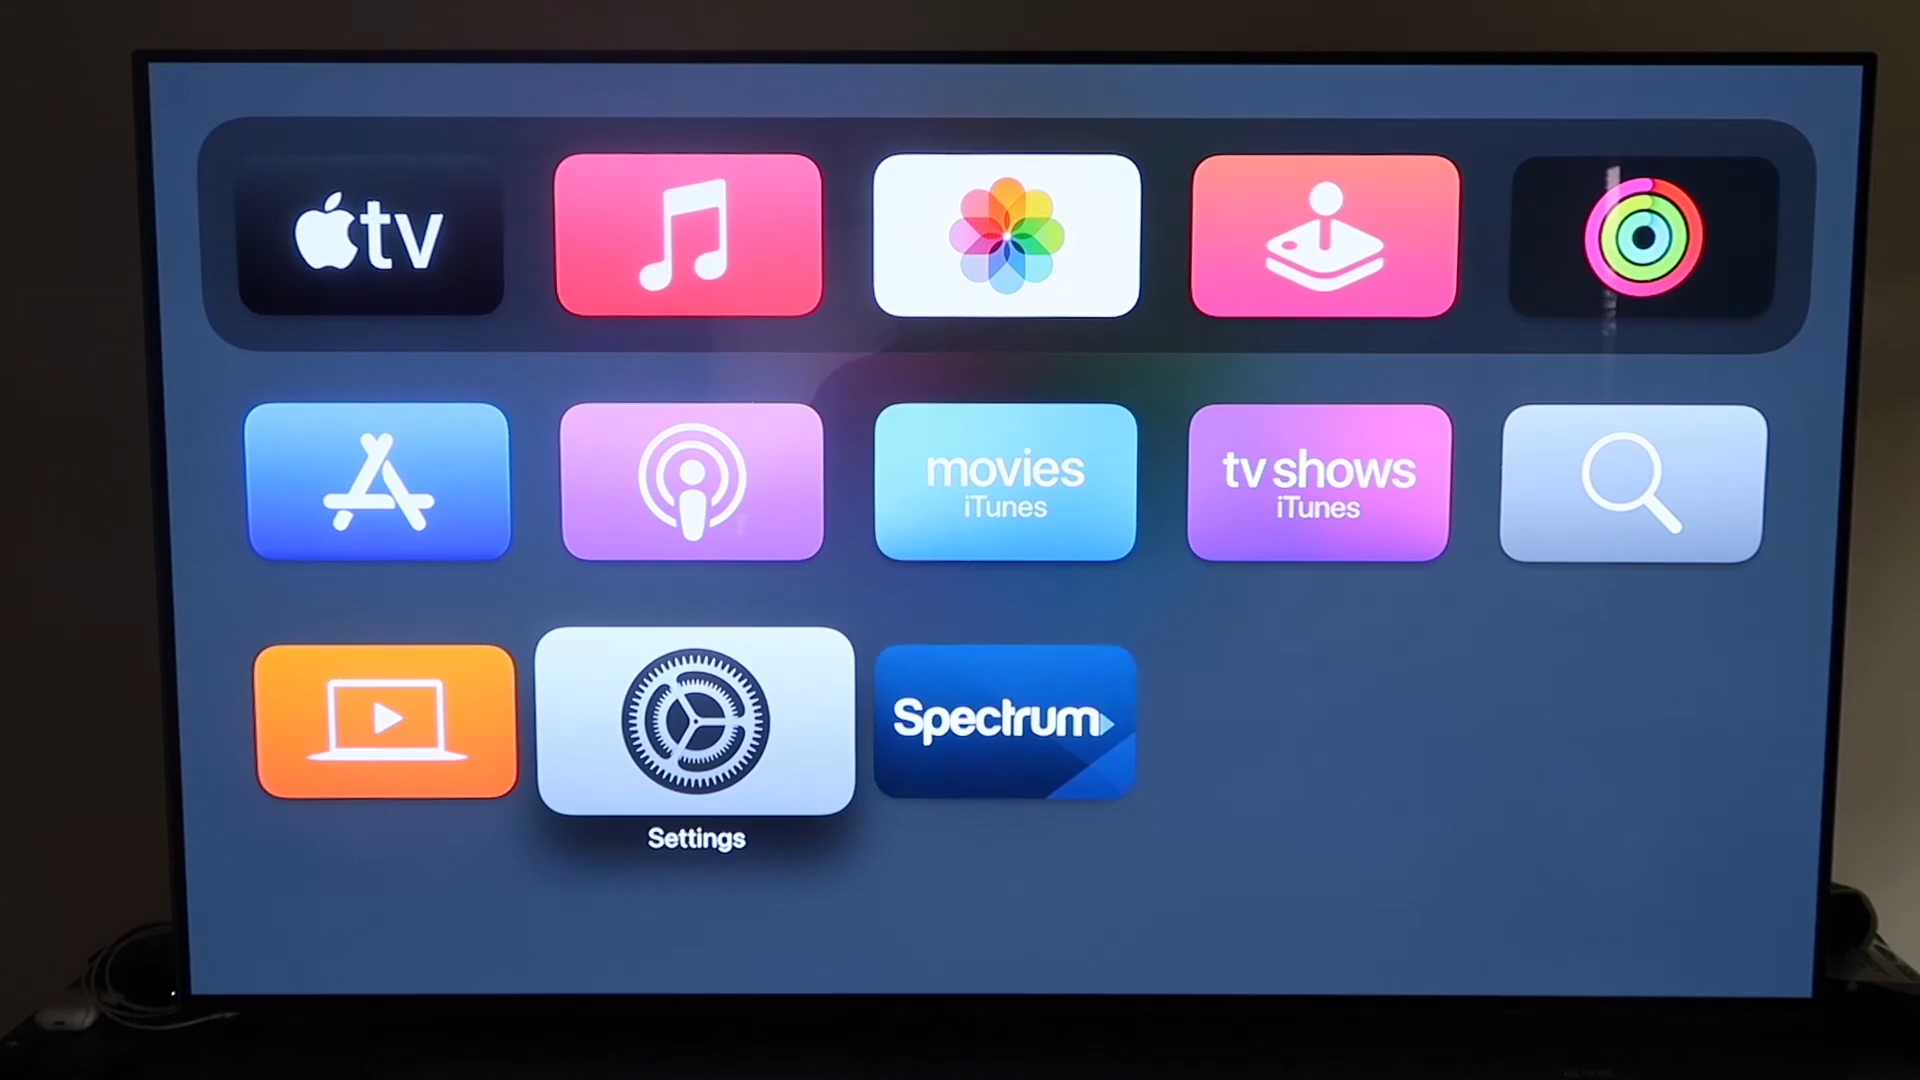 tv
movies
iTunes
tv shows
iTunes
Spectrum
Settings